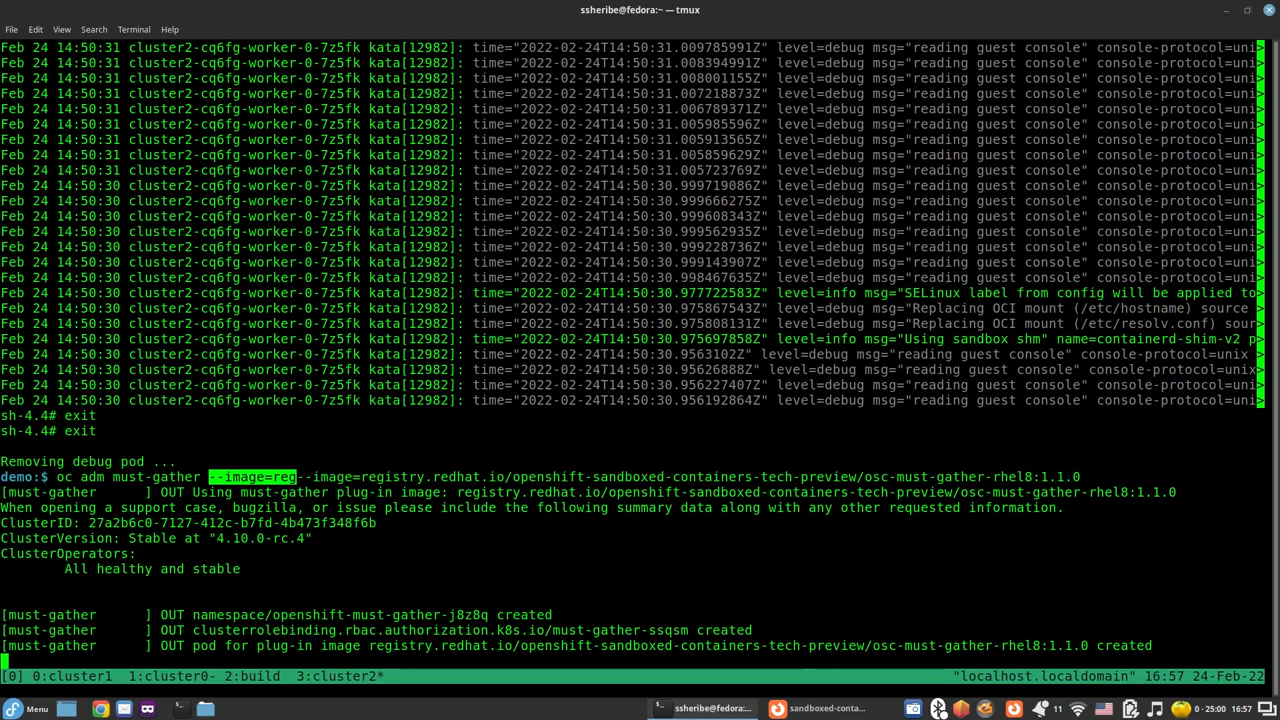 ssheribe@fedora:~ — tmux
File Edit View Search Terminal Help
Feb 24 14:50:31 cluster2-cq6fg-worker-0-7z5fk kata[12982]: time="2022-02-24T14:50:31.009785991Z" level=debug msg="reading guest console" console-protocol=uni>
Feb 24 14:50:31 cluster2-cq6fg-worker-0-7z5fk kata[12982]: time="2022-02-24T14:50:31.008394991Z" level=debug msg="reading guest console" console-protocol=uni>
Feb 24 14:50:31 cluster2-cq6fg-worker-0-7z5fk kata[12982]: time="2022-02-24T14:50:31.008001155Z" level=debug msg="reading guest console" console-protocol=uni>
Feb 24 14:50:31 cluster2-cq6fg-worker-0-7z5fk kata[12982]: time="2022-02-24T14:50:31.007218873Z" level=debug msg="reading guest console" console-protocol=uni>
Feb 24 14:50:31 cluster2-cq6fg-worker-0-7z5fk kata[12982]: time="2022-02-24T14:50:31.006789371Z" level=debug msg="reading guest console" console-protocol=uni>
Feb 24 14:50:31 cluster2-cq6fg-worker-0-7z5fk kata[12982]: time="2022-02-24T14:50:31.005985596Z" level=debug msg="reading guest console" console-protocol=uni>
Feb 24 14:50:31 cluster2-cq6fg-worker-0-7z5fk kata[12982]: time="2022-02-24T14:50:31.005913565Z" level=debug msg="reading guest console" console-protocol=uni>
Feb 24 14:50:31 cluster2-cq6fg-worker-0-7z5fk kata[12982]: time="2022-02-24T14:50:31.005859629Z" level=debug msg="reading guest console" console-protocol=uni>
Feb 24 14:50:31 cluster2-cq6fg-worker-0-7z5fk kata[12982]: time="2022-02-24T14:50:31.005723769Z" level=debug msg="reading guest console" console-protocol=uni>
Feb 24 14:50:30 cluster2-cq6fg-worker-0-7z5fk kata[12982]: time="2022-02-24T14:50:30.999719086Z" level=debug msg="reading guest console" console-protocol=uni>
Feb 24 14:50:30 cluster2-cq6fg-worker-0-7z5fk kata[12982]: time="2022-02-24T14:50:30.999666275Z" level=debug msg="reading guest console" console-protocol=uni>
Feb 24 14:50:30 cluster2-cq6fg-worker-0-7z5fk kata[12982]: time="2022-02-24T14:50:30.999608343Z" level=debug msg="reading guest console" console-protocol=uni>
Feb 24 14:50:30 cluster2-cq6fg-worker-0-7z5fk kata[12982]: time="2022-02-24T14:50:30.999562935Z" level=debug msg="reading guest console" console-protocol=uni>
Feb 24 14:50:30 cluster2-cq6fg-worker-0-7z5fk kata[12982]: time="2022-02-24T14:50:30.999228736Z" level=debug msg="reading guest console" console-protocol=uni>
Feb 24 14:50:30 cluster2-cq6fg-worker-0-7z5fk kata[12982]: time="2022-02-24T14:50:30.999143907Z" level=debug msg="reading guest console" console-protocol=uni>
Feb 24 14:50:30 cluster2-cq6fg-worker-0-7z5fk kata[12982]: time="2022-02-24T14:50:30.998467635Z" level=debug msg="reading guest console" console-protocol=uni>
Feb 24 14:50:30 cluster2-cq6fg-worker-0-7z5fk kata[12982]: time="2022-02-24T14:50:30.977722583Z" level=info msg="SELinux label from config will be applied to>
Feb 24 14:50:30 cluster2-cq6fg-worker-0-7z5fk kata[12982]: time="2022-02-24T14:50:30.975867543Z" level=debug msg="Replacing OCI mount (/etc/hostname) source >
Feb 24 14:50:30 cluster2-cq6fg-worker-0-7z5fk kata[12982]: time="2022-02-24T14:50:30.975808131Z" level=debug msg="Replacing OCI mount (/etc/resolv.conf) sour>
Feb 24 14:50:30 cluster2-cq6fg-worker-0-7z5fk kata[12982]: time="2022-02-24T14:50:30.975697858Z" level=info msg="Using sandbox shm" name=containerd-shim-v2 p>
Feb 24 14:50:30 cluster2-cq6fg-worker-0-7z5fk kata[12982]: time="2022-02-24T14:50:30.9563102Z" level=debug msg="reading guest console" console-protocol=unix >
Feb 24 14:50:30 cluster2-cq6fg-worker-0-7z5fk kata[12982]: time="2022-02-24T14:50:30.95626888Z" level=debug msg="reading guest console" console-protocol=unix>
Feb 24 14:50:30 cluster2-cq6fg-worker-0-7z5fk kata[12982]: time="2022-02-24T14:50:30.956227407Z" level=debug msg="reading guest console" console-protocol=uni>
Feb 24 14:50:30 cluster2-cq6fg-worker-0-7z5fk kata[12982]: time="2022-02-24T14:50:30.956192864Z" level=debug msg="reading guest console" console-protocol=uni>
sh-4.4# exit
sh-4.4# exit
Removing debug pod ...
demo:$ oc adm must-gather --image=reg--image=registry.redhat.io/openshift-sandboxed-containers-tech-preview/osc-must-gather-rhel8:1.1.0
[must-gather      ] OUT Using must-gather plug-in image: registry.redhat.io/openshift-sandboxed-containers-tech-preview/osc-must-gather-rhel8:1.1.0
When opening a support case, bugzilla, or issue please include the following summary data along with any other requested information.
ClusterID: 27a2b6c0-7127-412c-b7fd-4b473f348f6b
ClusterVersion: Stable at "4.10.0-rc.4"
ClusterOperators:
All healthy and stable
[must-gather      ] OUT namespace/openshift-must-gather-j8z8q created
[must-gather      ] OUT clusterrolebinding.rbac.authorization.k8s.io/must-gather-ssqsm created
[must-gather      ] OUT pod for plug-in image registry.redhat.io/openshift-sandboxed-containers-tech-preview/osc-must-gather-rhel8:1.1.0 created
[0] 0:cluster1  1:cluster0- 2:build  3:cluster2* "localhost.localdomain" 16:57 24-Feb-22
Menu ssheribe@fedora:... sandboxed-conta... 11 0 : 25:00 16:57